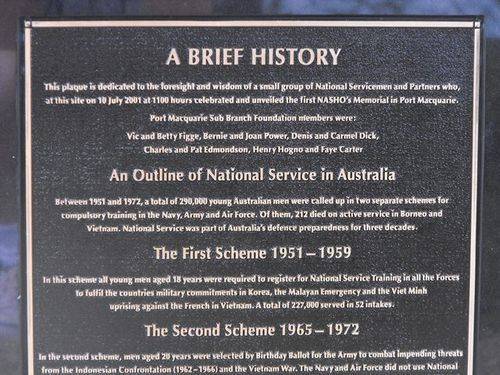 A BRIEF HISTORY
This plaque is dedicated to the foresight and wisdom of a small group of National Servicemen and Partners who,
at this site on 10 July 2001 at 1100 hours celebrated and unveiled the first NASHO's Memorial in Port Macquarie.
Port Macquarie Sub Branch Foundation members were:
Vic and Betty Figge, Bernie and Joan Power, Denis and Carmel Dick,
Charles and Pat Edmondson, Henry Hogno and Faye Carter
An Outline of National Service in Australia
Between 1951 and 1972, a total of 290,000 young Australian men were called up in two separate schemes for
compulsory training in the Navy, Army and Air Force. Of them, 212 died on active service in Borneo and
Vietnam. National Service was part of Australia's defence preparedness for three decades.
The First Scheme 1951 – 1959
In this scheme all young men aged 18 years were required to register for National Service Training in all the Forces
to fulfil the countries military commitments in Korea, the Malayan Emergency and the Viet Minh
uprising against the French in Vietnam. A total of 227,000 served in 52 intakes.
The Second Scheme 1965 – 1972
In the second scheme, men aged 20 years were selected by Birthday Ballot for the Army to combat impending threats
from the Indonesian Confrontation (1962 – 1966) and the Vietnam War. The Navy and Air Force did not use National